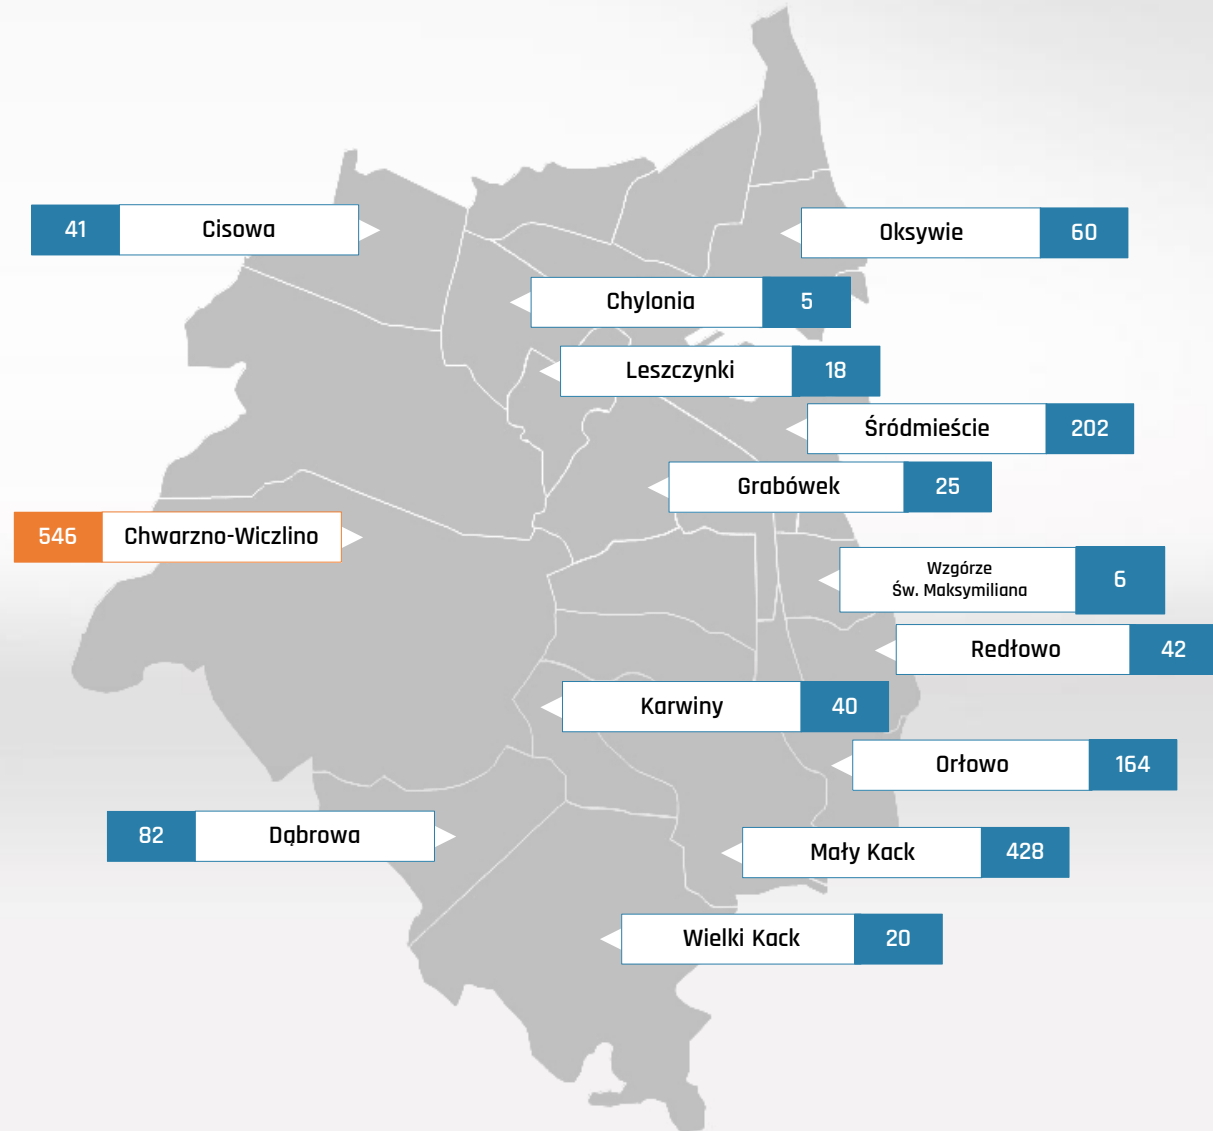 41 Cisowa
Oksywie 60
Chylonia 5
Leszczynki 18
Śródmieście 202
Grabówek 25
546 Chwarzno-Wiczlino
Wzgórze
Św. Maksymiliana 6
Redłowo 42
Karwiny 40
Orłowo 164
82 Dąbrowa
Mały Kack 428
Wielki Kack 20